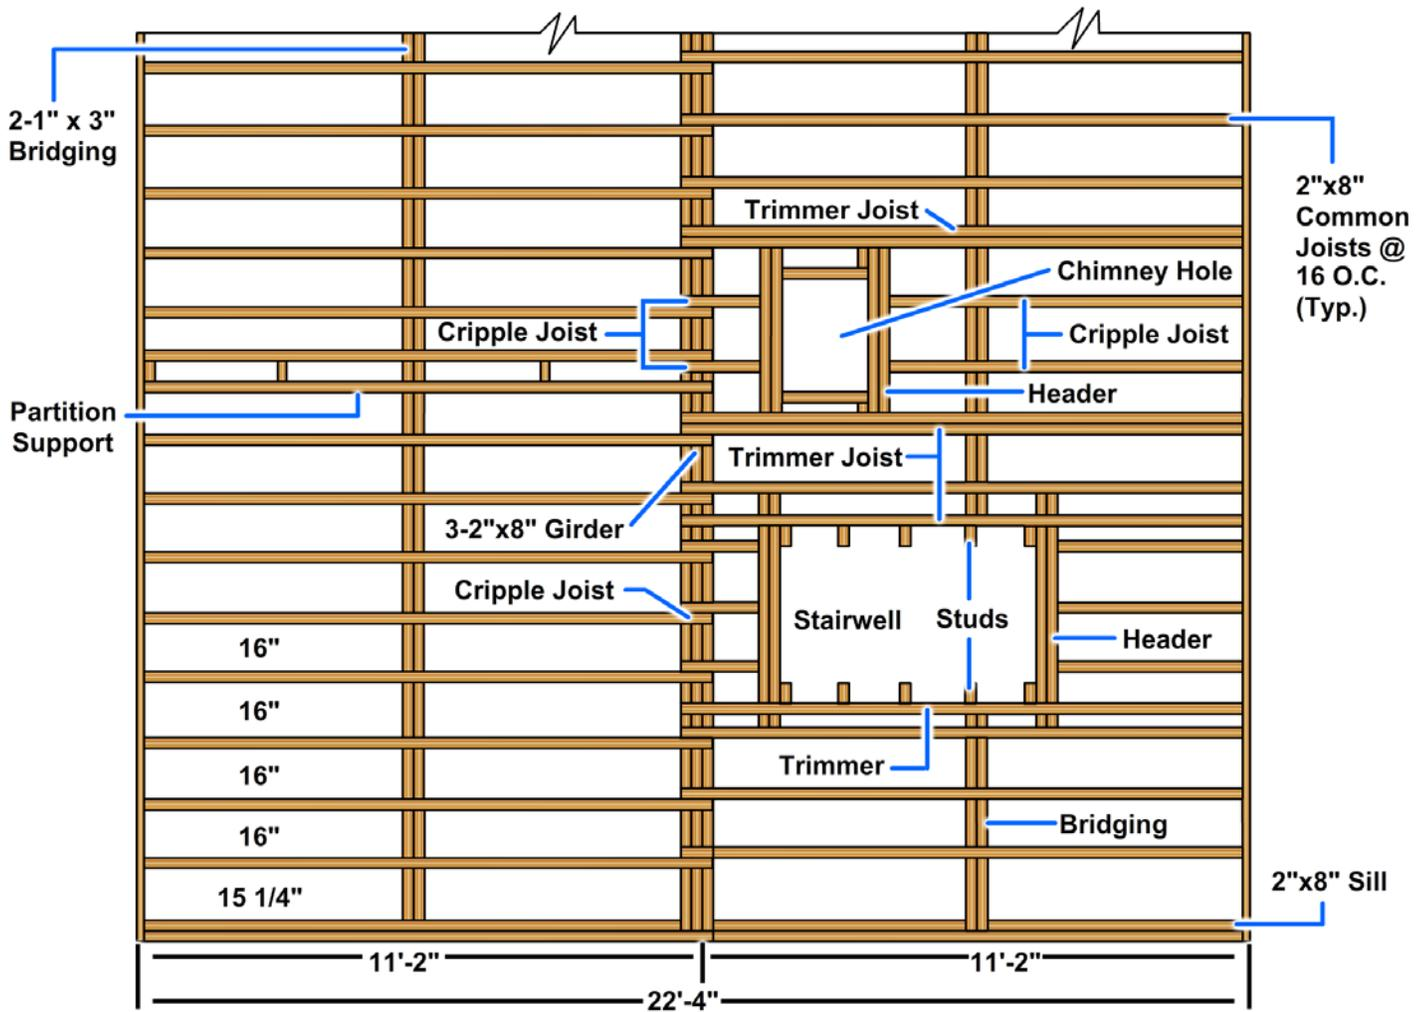 2-1" x 3"
Bridging
2"x8"
Common
Joists @
16 O.C.
(Typ.)
Trimmer Joist
Chimney Hole
Cripple Joist
Cripple Joist
Header
Partition
Support
Trimmer Joist
3-2"x8" Girder
Cripple Joist
Stairwell
Studs
Header
16"
16"
16"
16"
15 1/4"
Trimmer
Bridging
2"x8" Sill
11'-2"
11'-2"
22'-4"